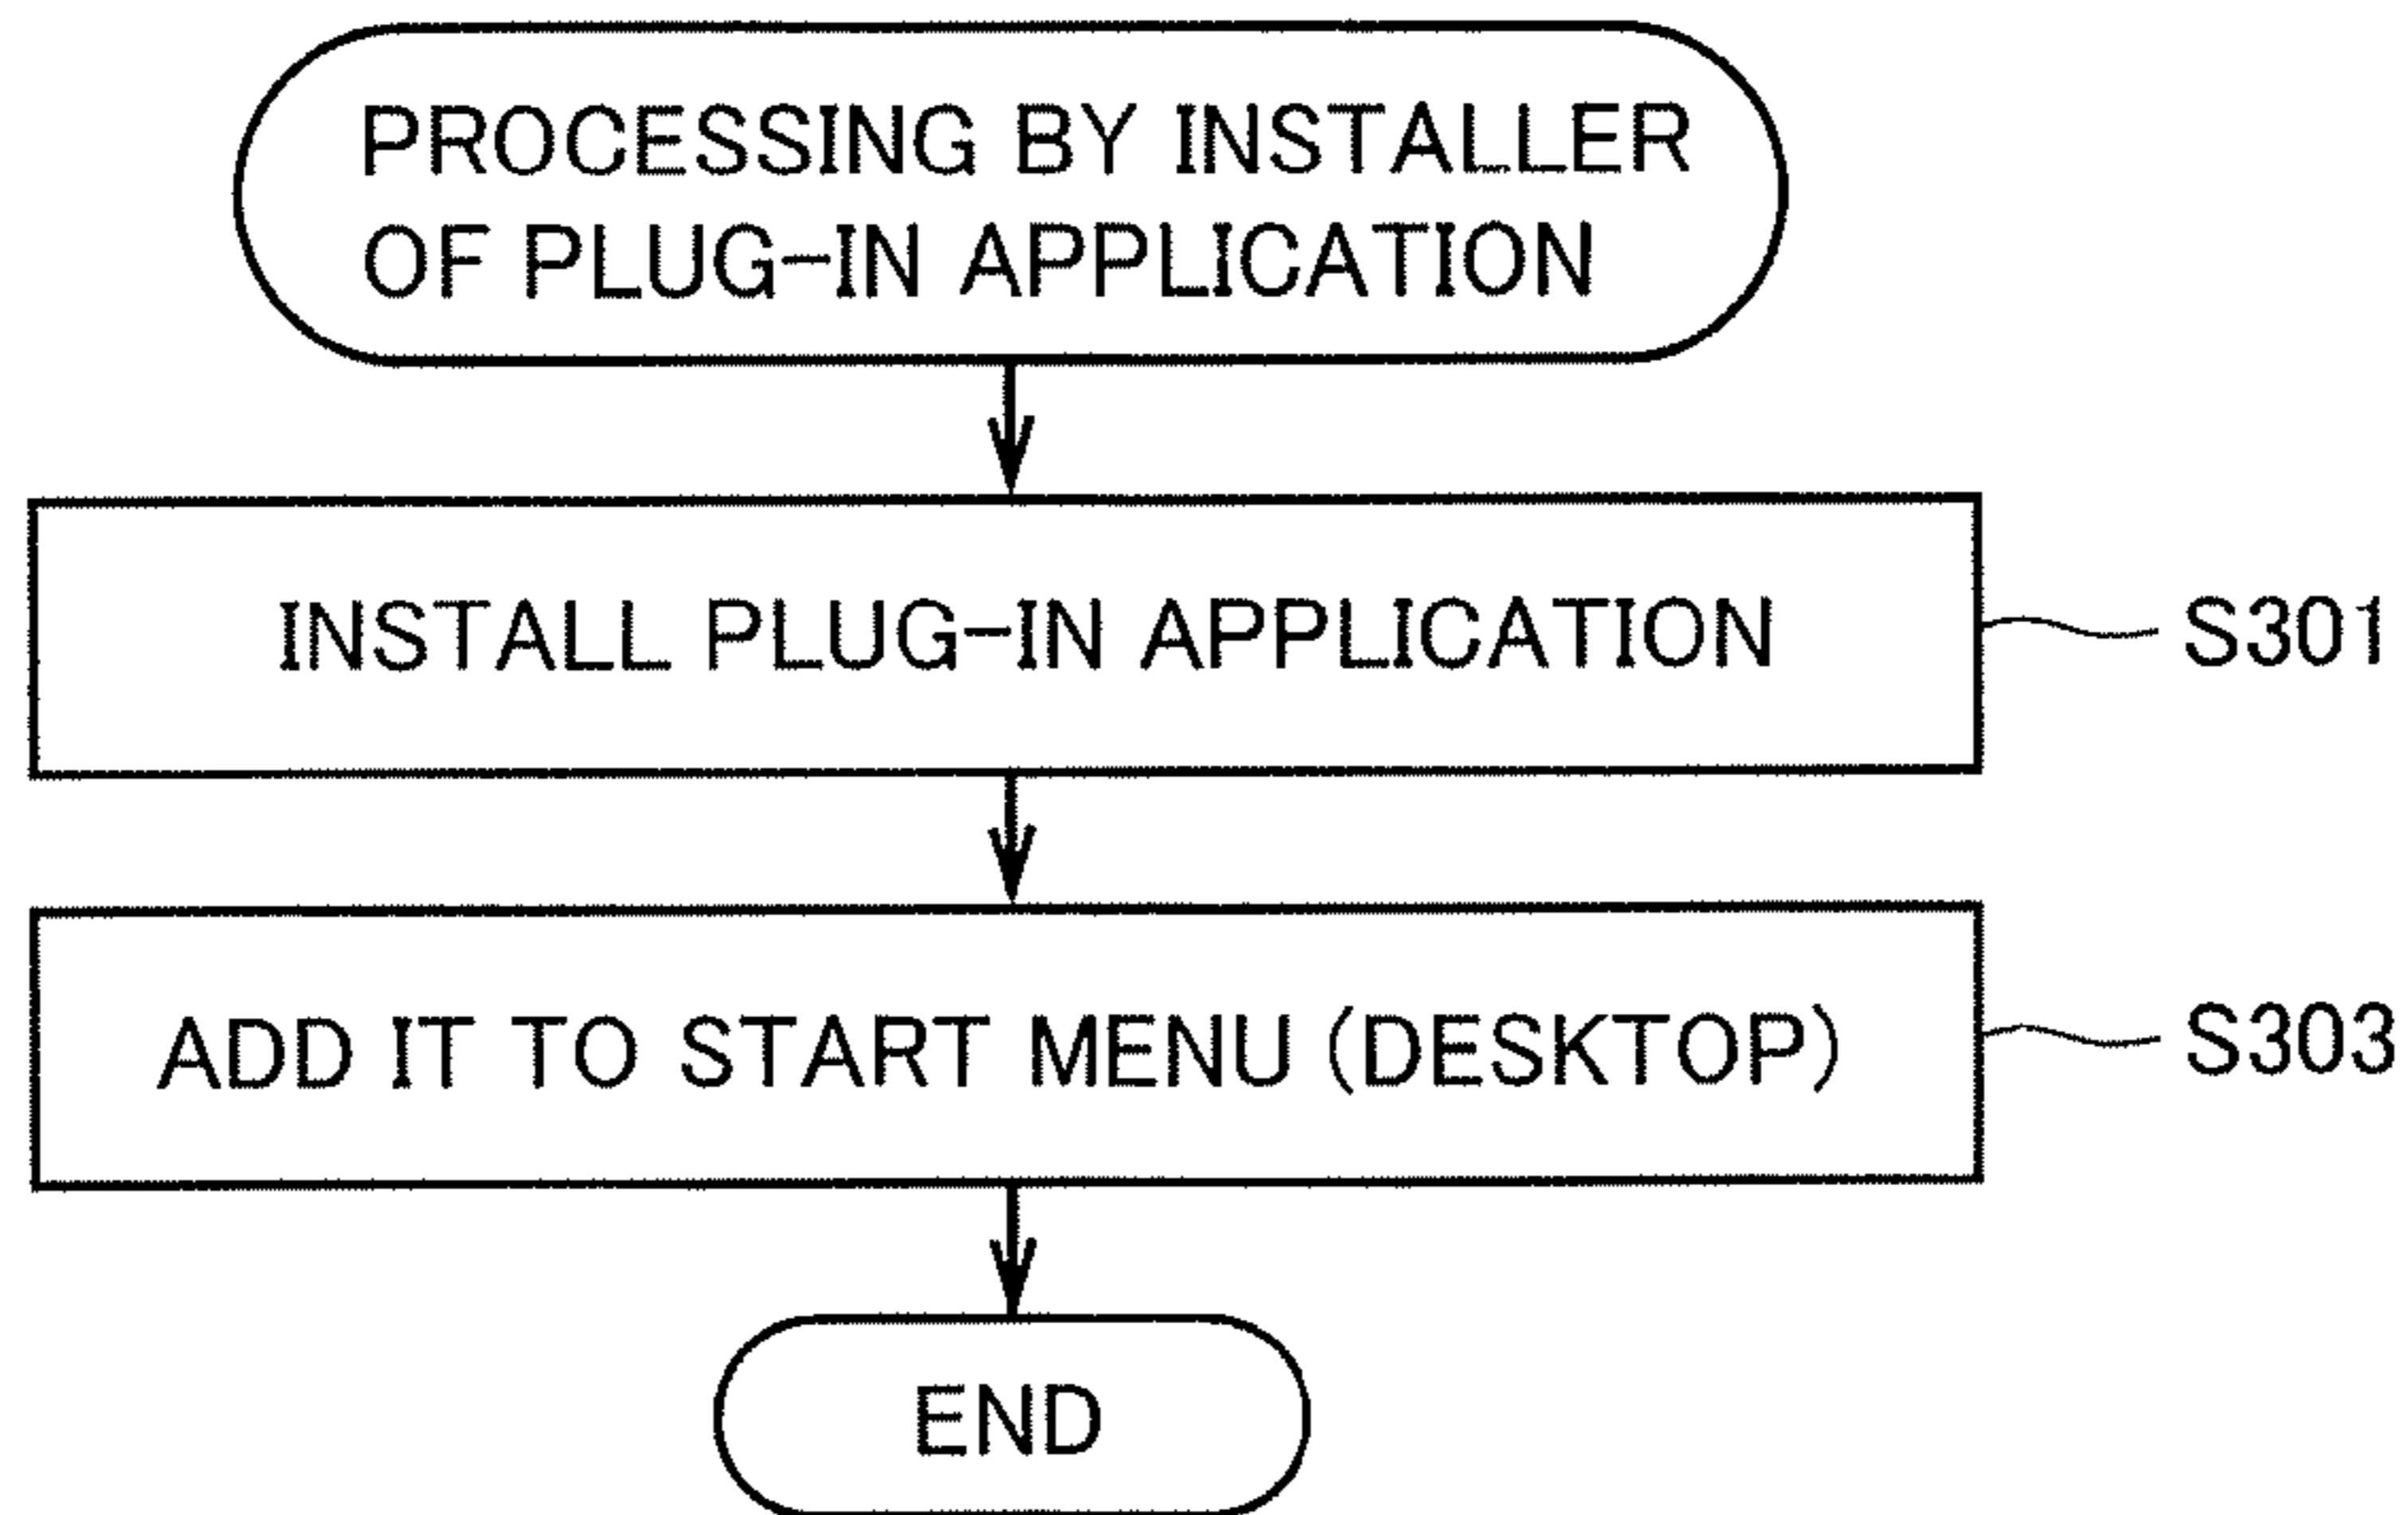 PROCESSING BY INSTALLER
OF PLUG-IN APPLICATION
INSTALL PLUG-IN APPLICATION
S301
ADD IT TO START MENU (DESKTOP)
S303
END